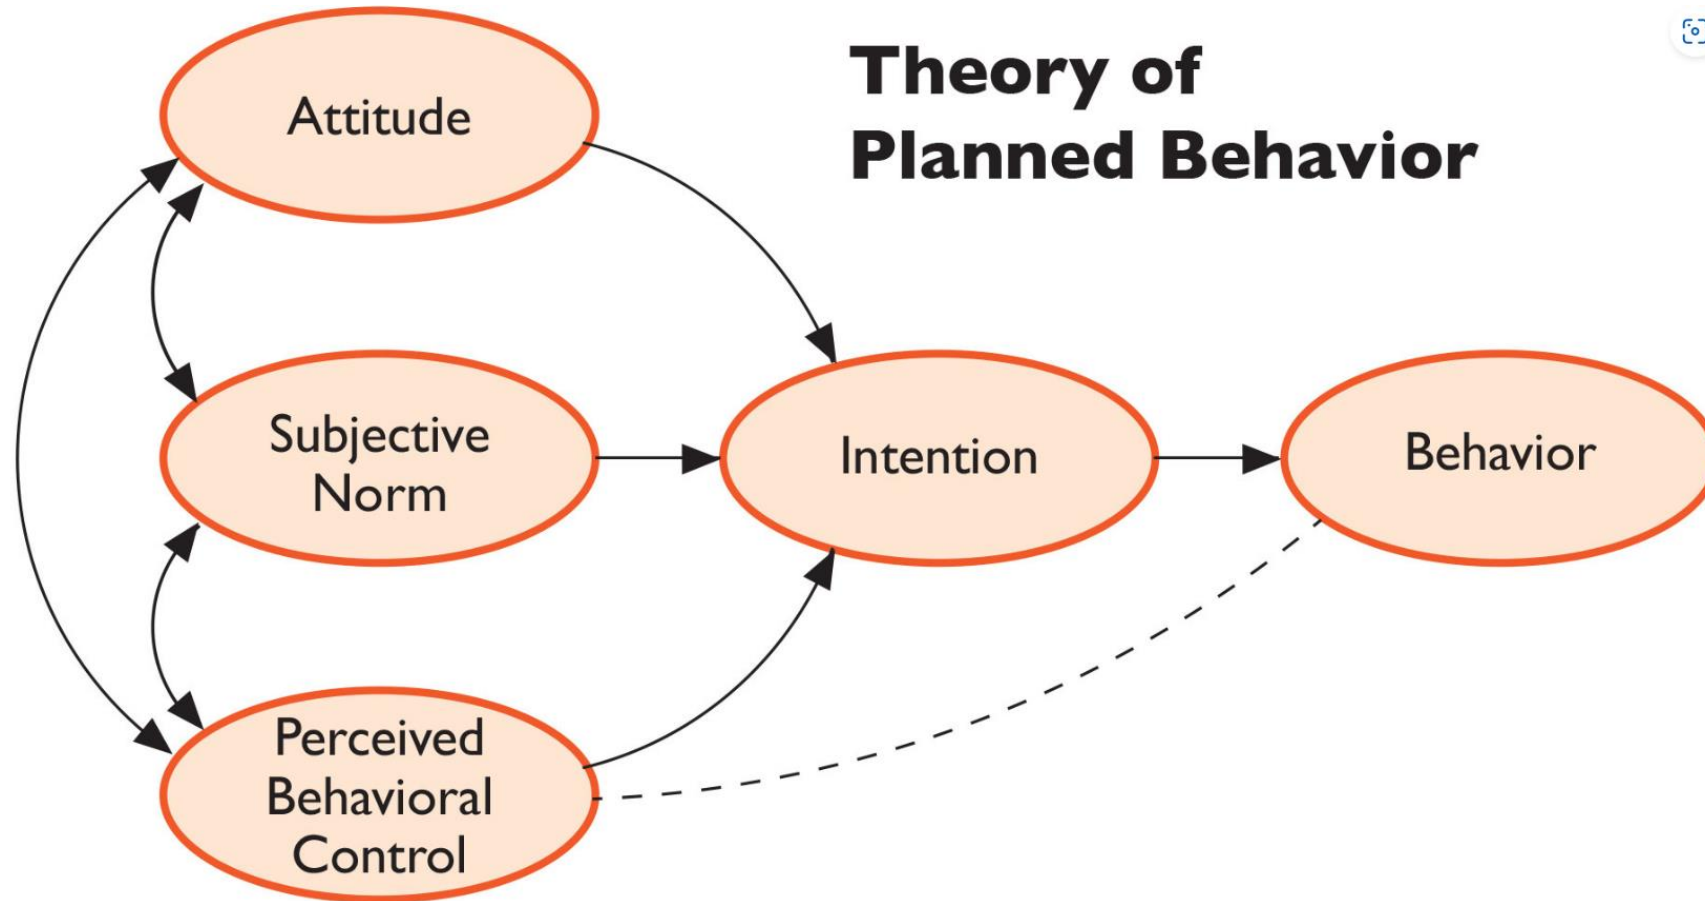 Theory of
Planned Behavior
Attitude
Subjective
Norm
Intention
Behavior
Perceived
Behavioral
Control